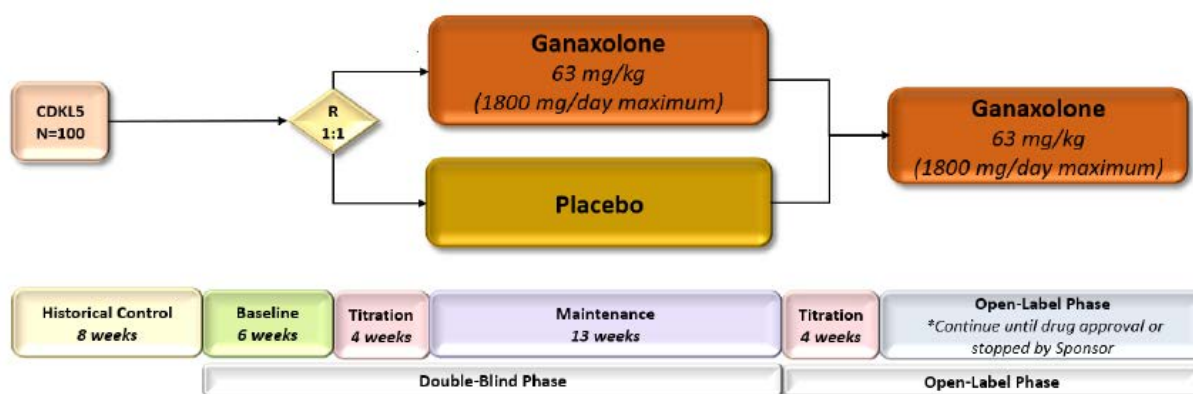 Ganaxolone
63 mg/kg
(1800 mg/day maximum)
CDKL5
N=100
R
1:1
Ganaxolone
63 mg/kg
(1800 mg/day maximum)
Placebo
Historical Control
8 weeks
Baseline
6 weeks
Titration
4 weeks
Maintenance
13 weeks
Titration
4 weeks
Open-Label Phase
*Continue until drug approval or
stopped by Sponsor
Double-Blind Phase
Open-Label Phase